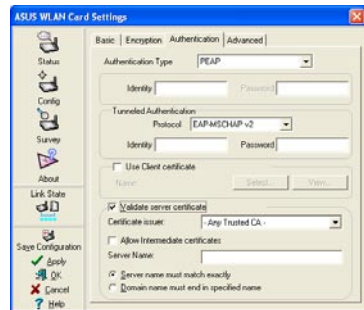 ASUS WLAN Card Settings
Status
Config
Survey
About
Link State
Save Configuration
Apply
OK
Cancel
Help
Basic Encryption Authentication Advanced
Authentication Type PEAP
Identity Password
Tunneled Authentication
Protocol EAP-MSCHAP v2
Identity Password
Use Client certificate
Name: Select... View...
Validate server certificate
Certificate issuer: - Any Trusted CA -
Allow Intermediate certificates
Server Name:
Server name must match exactly
Domain name must end in specified name